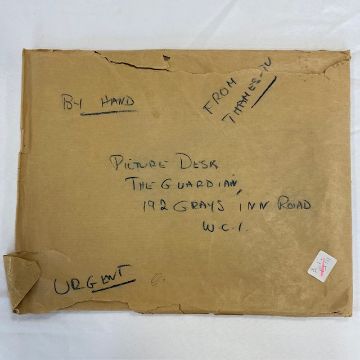 BY HAND
FROM
THAMES-TV
PICTURE DESK
THE GUARDIAN,
192 GRAYS INN ROAD
W.C.1.
URGENT